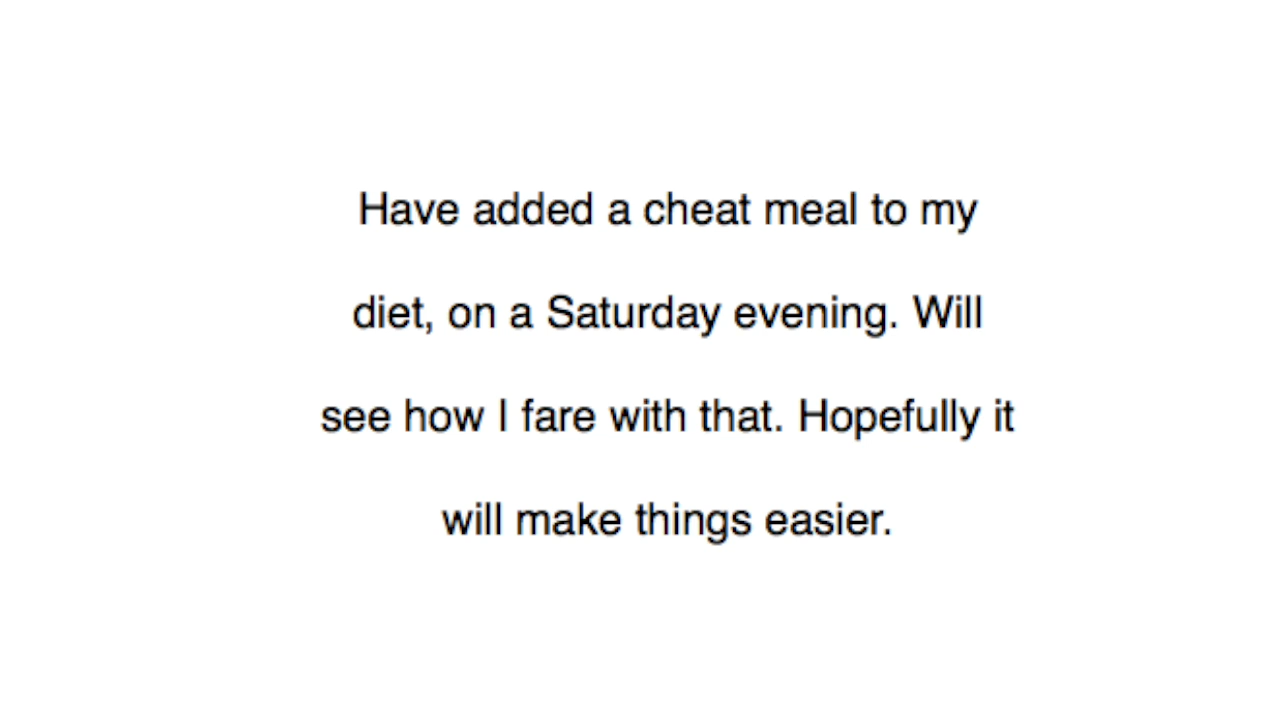 Have added a cheat meal to my
diet, on a Saturday evening. Will
see how I fare with that. Hopefully it
will make things easier.